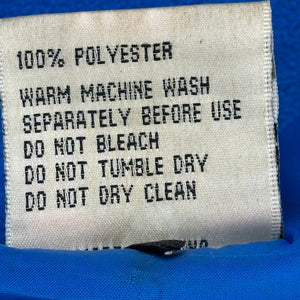 100% POLYESTER
WARM MACHINE WASH
SEPARATELY BEFORE USE
DO NOT BLEACH
DO NOT TUMBLE DRY
DO NOT DRY CLEAN